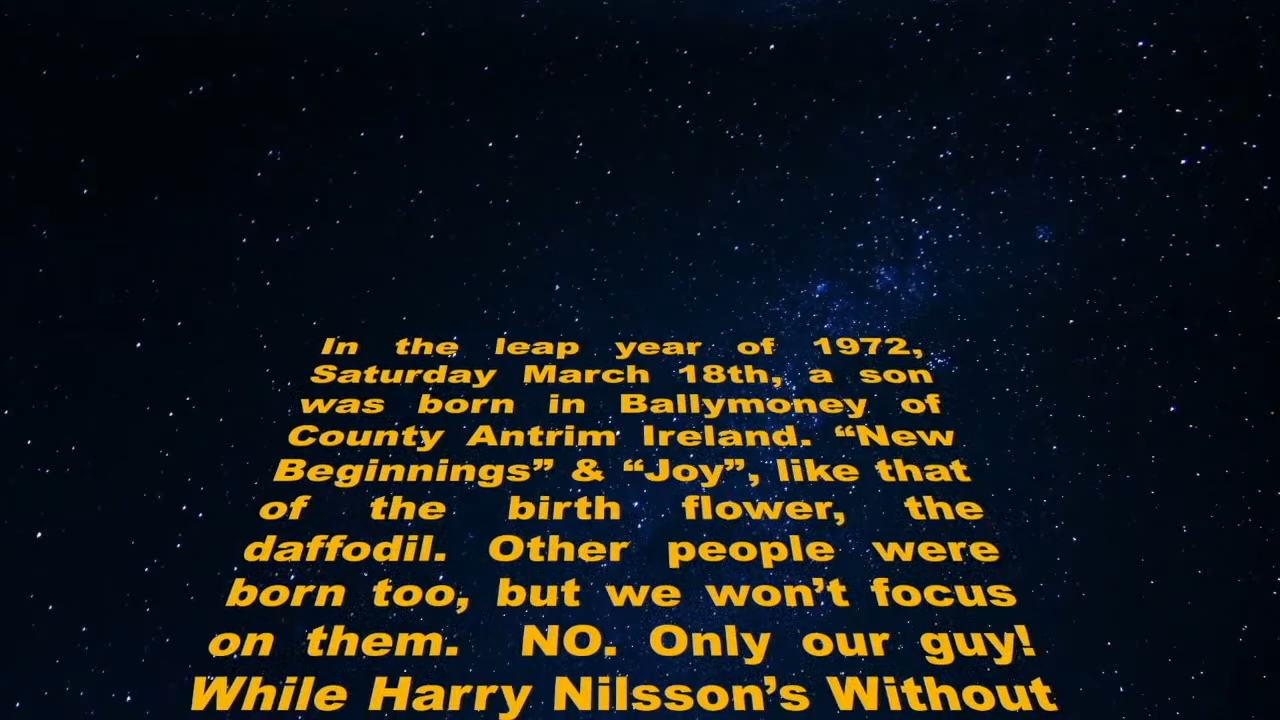 In the leap year of 1972,
Saturday March 18th, a son
was born in Ballymoney of
County Antrim Ireland. “New
Beginnings” & “Joy”, like that
of the birth flower, the
daffodil. Other people were
born too, but we won’t focus
on them. NO. Only our guy!
While Harry Nilsson’s Without